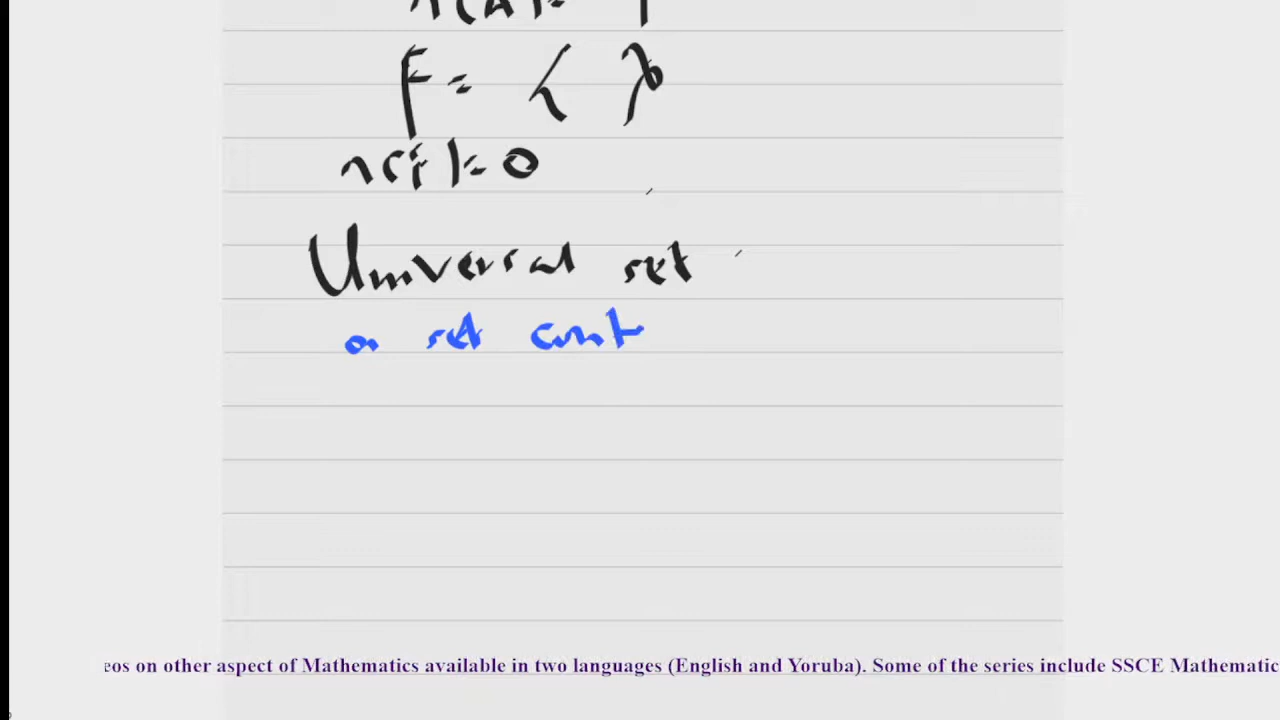 F = { }
n(F) = 0
Universal set
a set cont
eos on other aspect of Mathematics available in two languages (English and Yoruba). Some of the series include SSCE Mathematic